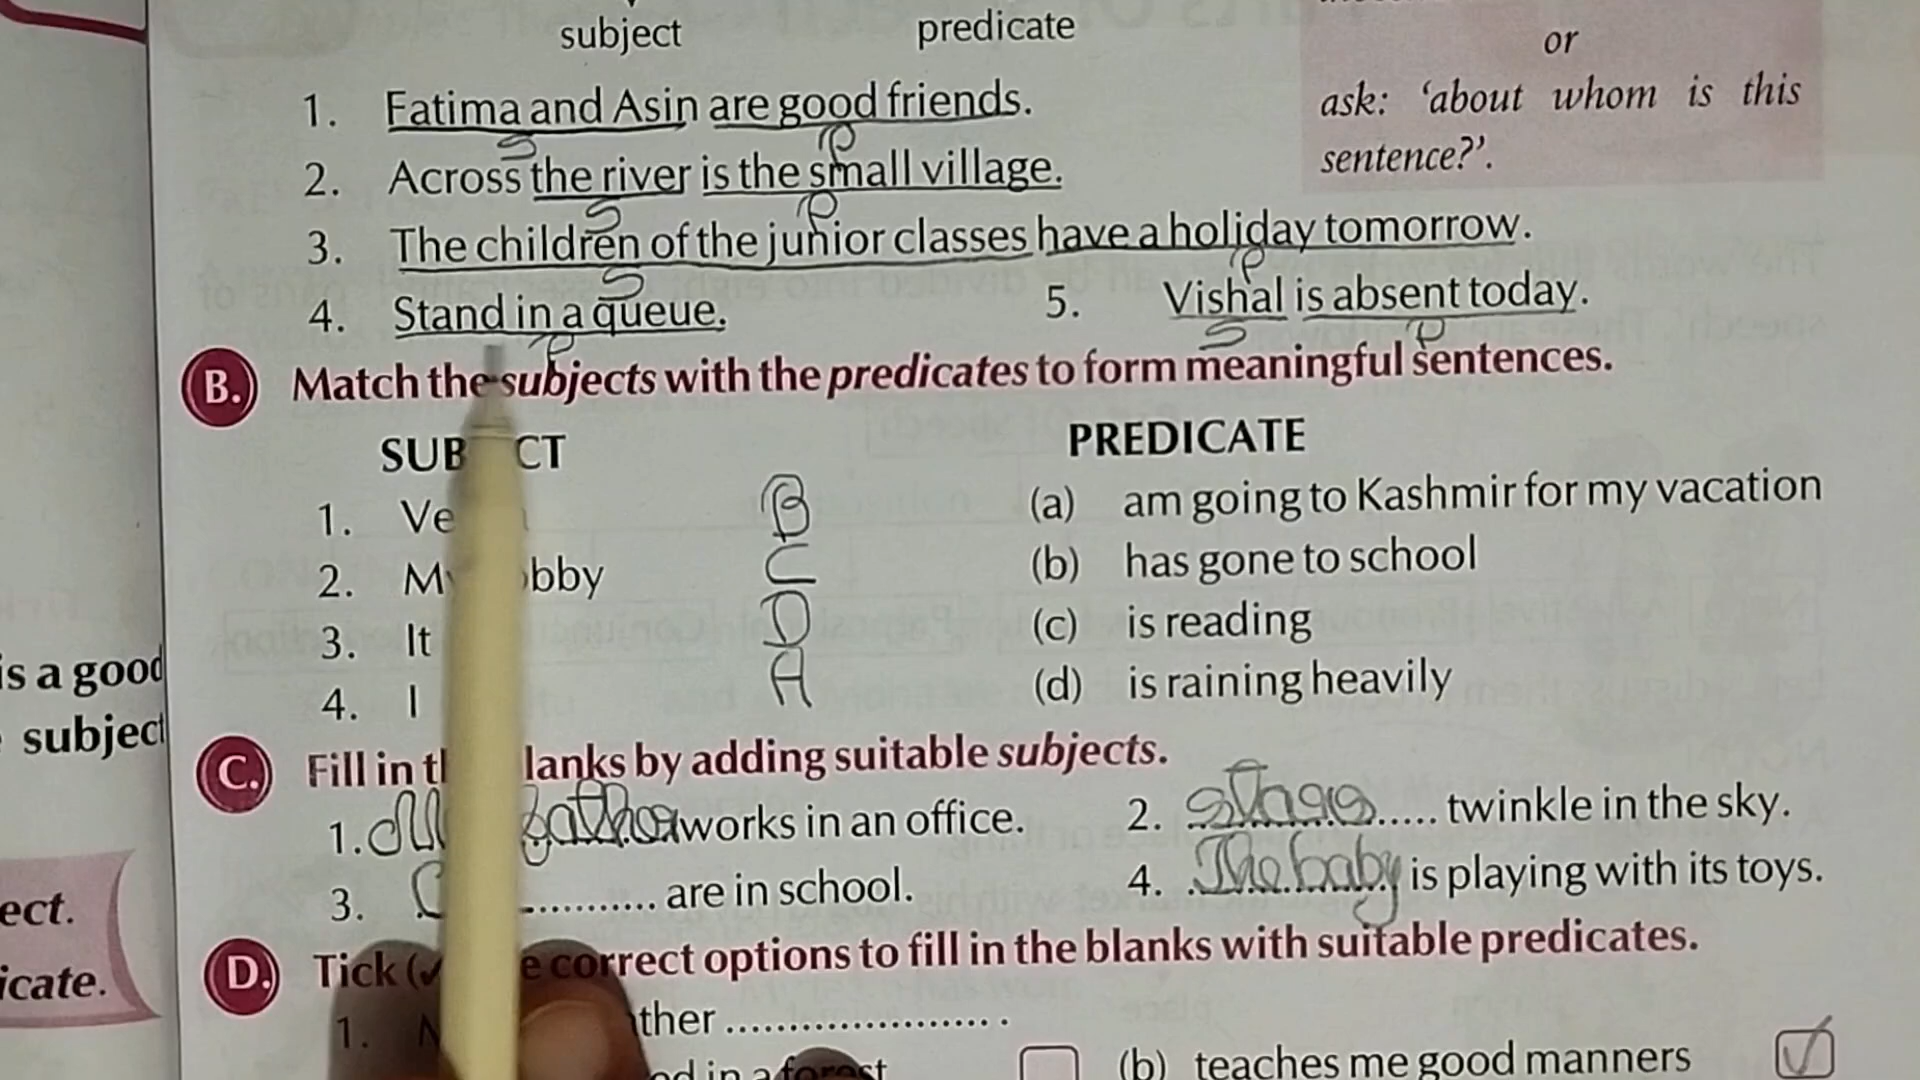 subject predicate
or
1. Fatima and Asin are good friends. ask: 'about whom is this
S P
2. Across the river is the small village. sentence?'.
S P
3. The children of the junior classes have a holiday tomorrow.
S P
4. Stand in a queue. 5. Vishal is absent today.
P S P
B. Match the subjects with the predicates to form meaningful sentences.
PREDICATE
1. B (a) am going to Kashmir for my vacation
2. C (b) has gone to school
3. It D (c) is reading
4. I A (d) is raining heavily
is a good
subject
C. Fill in by adding suitable subjects.
1. works in an office. 2. stars ..... twinkle in the sky.
3. .......... are in school. 4. The baby is playing with its toys.
ect.
icate.
D. Tick correct options to fill in the blanks with suitable predicates.
1. ...................... .
in a forest (b) teaches me good manners ✓